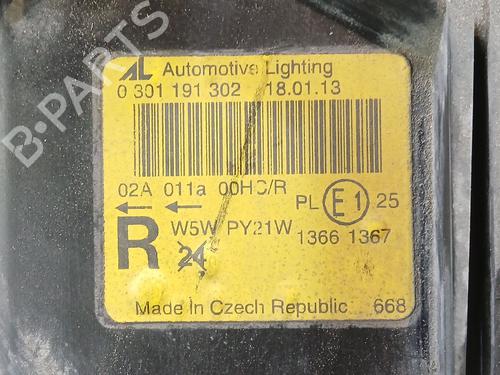 AL Automotive Lighting
0 301 191 302 18.01.13
02A 011a 00HC/R
PL E1 25
R W5W PY21W
24
1366 1367
Made In Czech Republic 668
B-PARTS